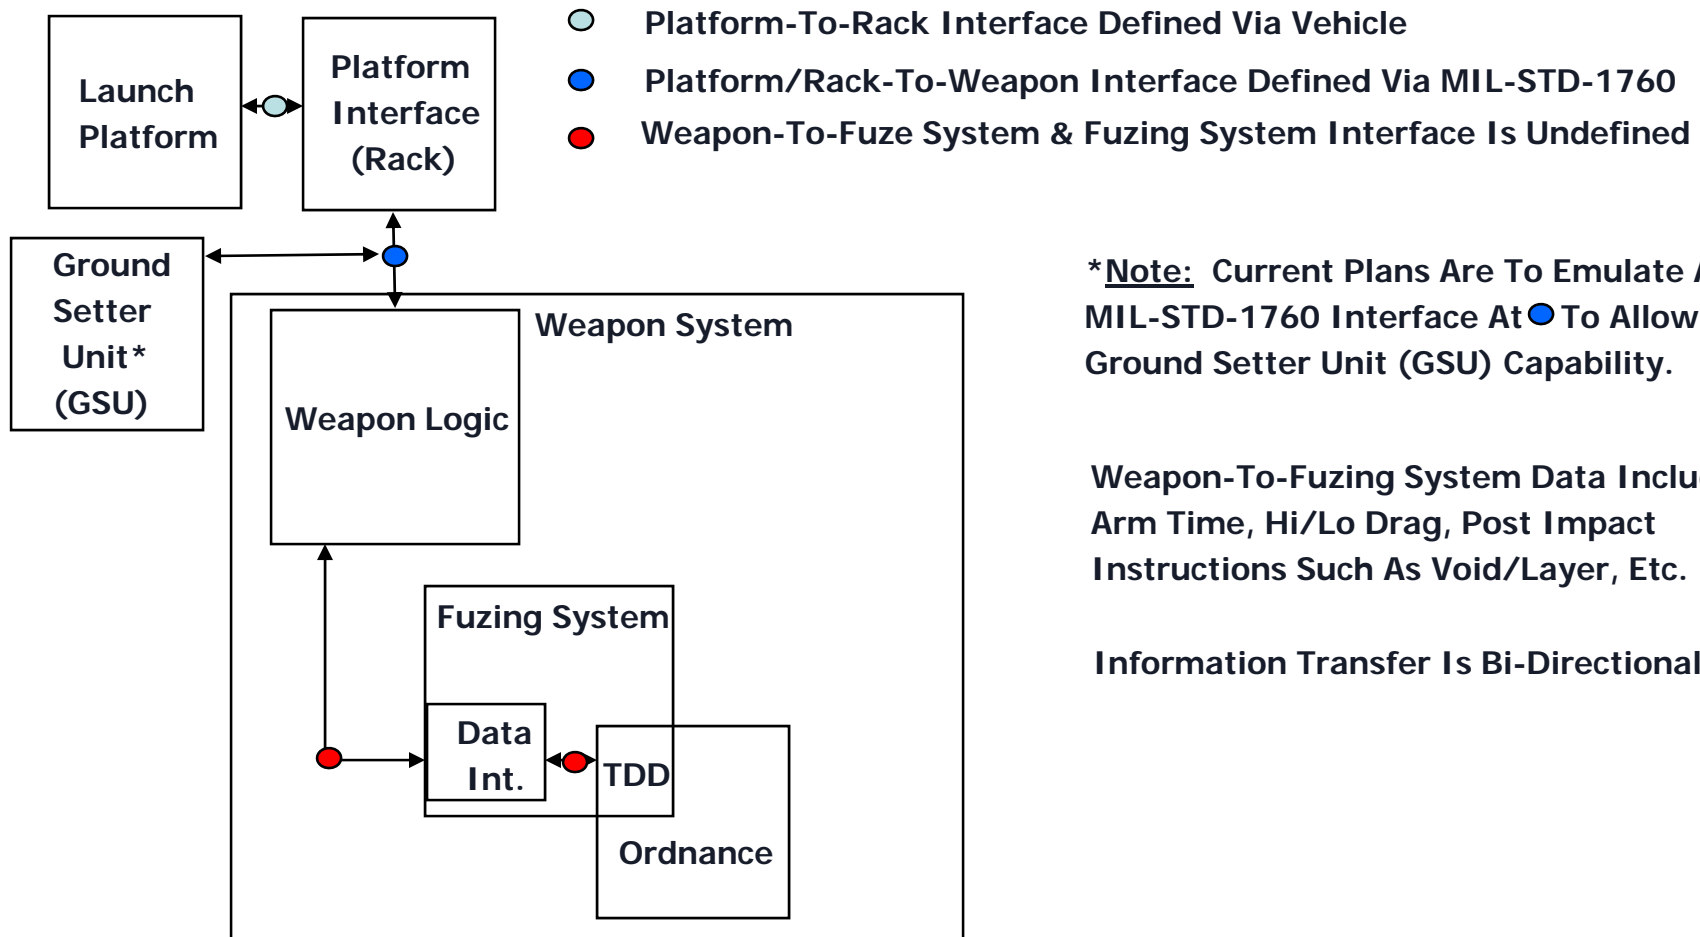 Platform-To-Rack Interface Defined Via Vehicle
Platform/Rack-To-Weapon Interface Defined Via MIL-STD-1760
Weapon-To-Fuze System & Fuzing System Interface Is Undefined
Launch
Platform
Platform
Interface
(Rack)
Ground
Setter
Unit*
(GSU)
*Note: Current Plans Are To Emulate
MIL-STD-1760 Interface At To Allow
Ground Setter Unit (GSU) Capability.
Weapon System
Weapon Logic
Weapon-To-Fuzing System Data
Arm Time, Hi/Lo Drag, Post Impact
Instructions Such As Void/Layer, Etc.
Information Transfer Is Bi-Directional
Fuzing System
Data
Int.
TDD
Ordnance